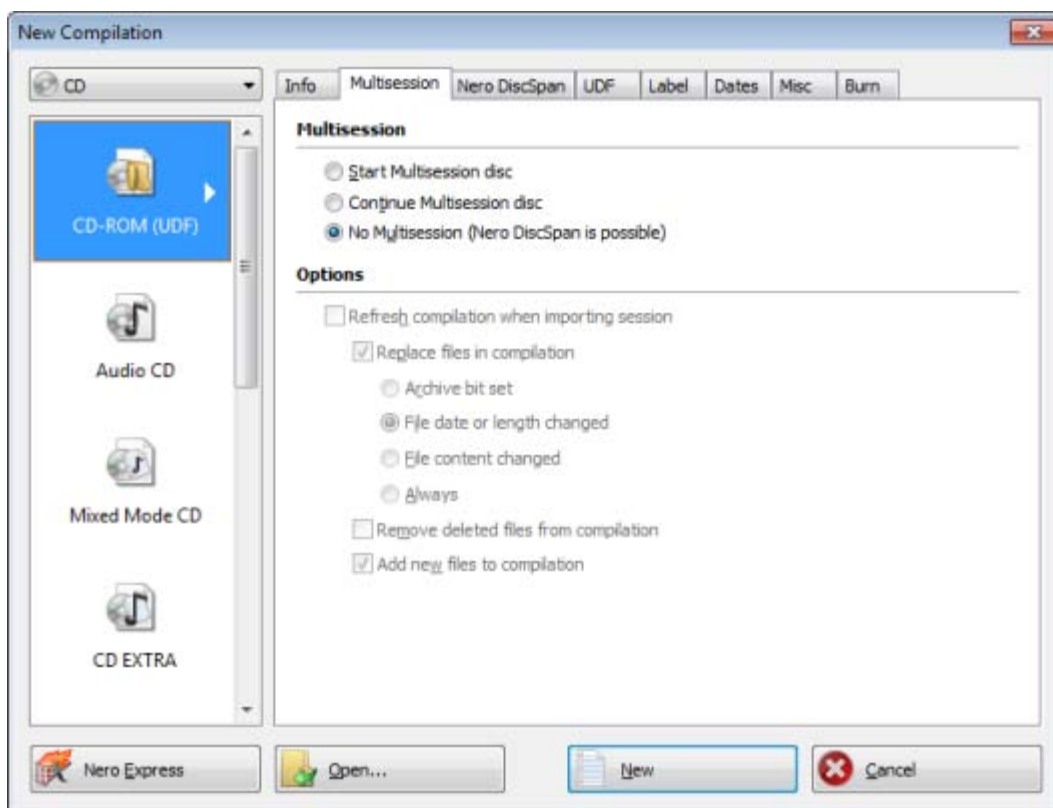 New Compilation
CD
Info Multisession Nero DiscSpan UDF Label Dates Misc Burn
CD-ROM (UDF)
Audio CD
Mixed Mode CD
CD EXTRA
Multisession
Start Multisession disc
Continue Multisession disc
No Multisession (Nero DiscSpan is possible)
Options
Refresh compilation when importing session
Replace files in compilation
Archive bit set
File date or length changed
File content changed
Always
Remove deleted files from compilation
Add new files to compilation
Nero Express Open... New Cancel